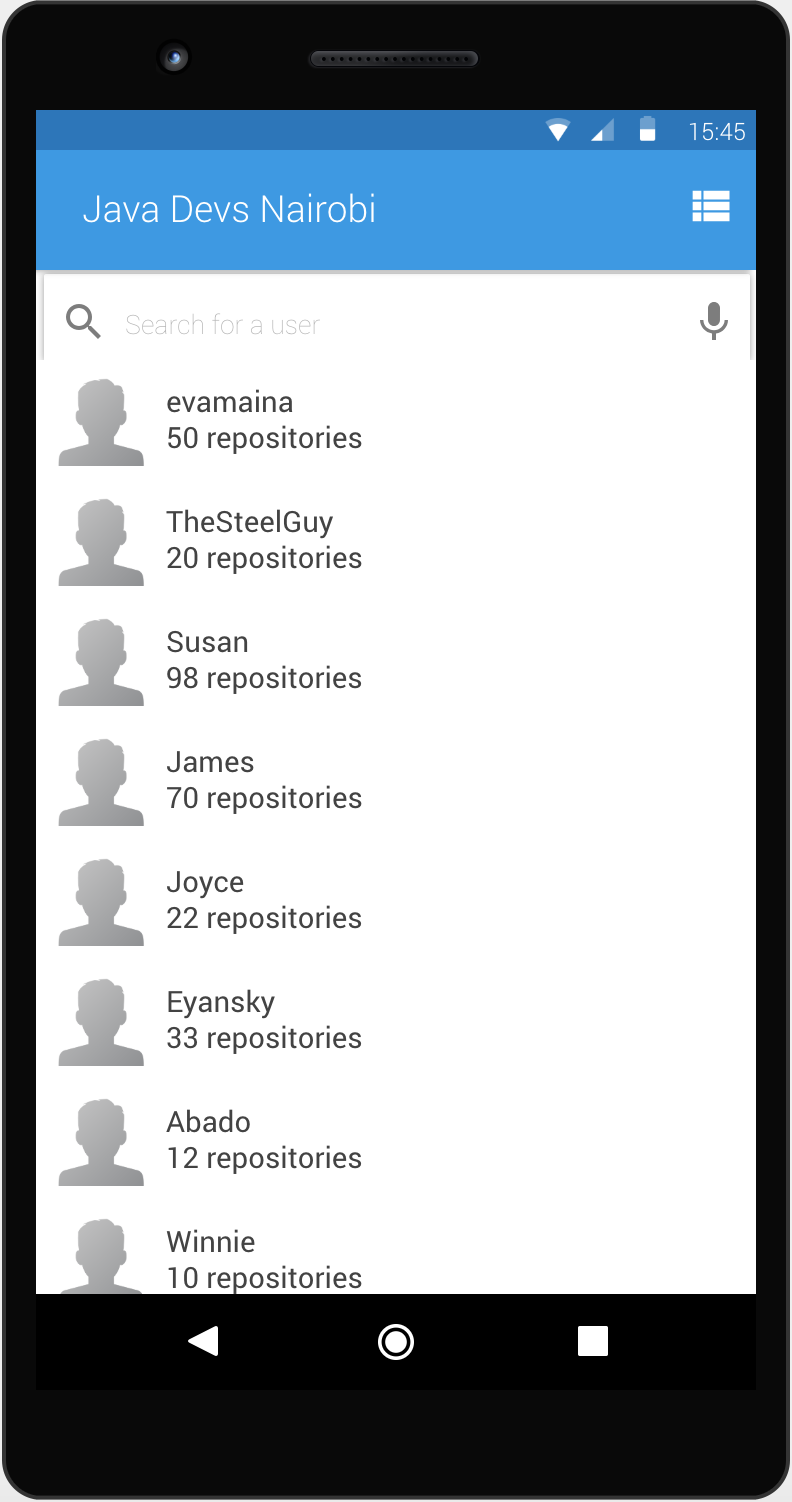 15:45
Java Devs Nairobi
Search for a user
evamaina
50 repositories
TheSteelGuy
20 repositories
Susan
98 repositories
James
70 repositories
Joyce
22 repositories
Eyansky
33 repositories
Abado
12 repositories
Winnie
10 repositories